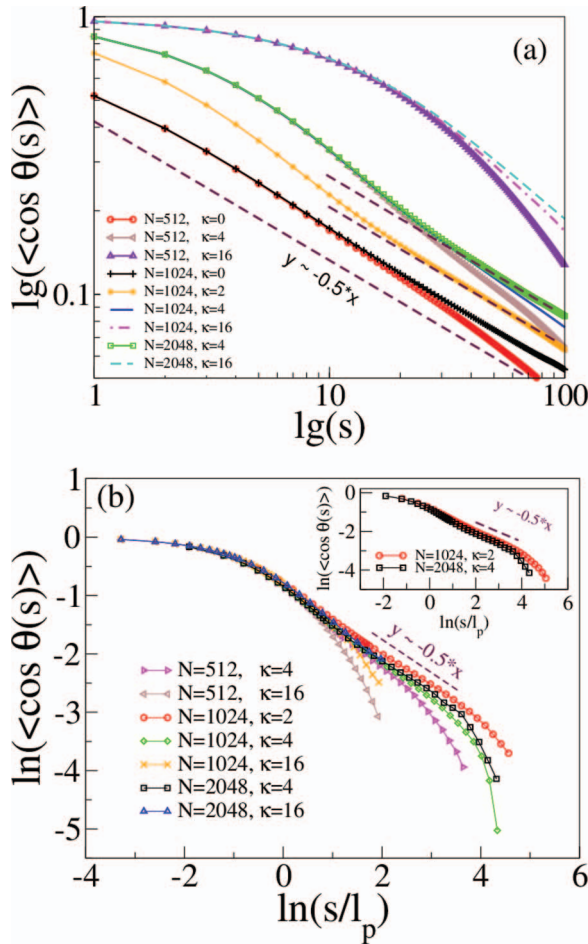 1
(a)
lg(<cos θ(s)>)
N=512, κ=0
N=512, κ=4
N=512, κ=16
N=1024, κ=0
N=1024, κ=2
N=1024, κ=4
N=1024, κ=16
N=2048, κ=4
N=2048, κ=16
y ~ -0.5*x
0.1
1 10 100
lg(s)
(b)
0
-2
-4
ln(<cos θ(s)>)
y ~ -0.5*x
N=1024, κ=2
N=2048, κ=4
-2 0 2 4 6
ln(s/lp)
1
0
-1
-2
-3
-4
-5
ln(<cos θ(s)>)
y ~ -0.5*x
N=512, κ=4
N=512, κ=16
N=1024, κ=2
N=1024, κ=4
N=1024, κ=16
N=2048, κ=4
N=2048, κ=16
-4 -2 0 2 4 6
ln(s/lp)